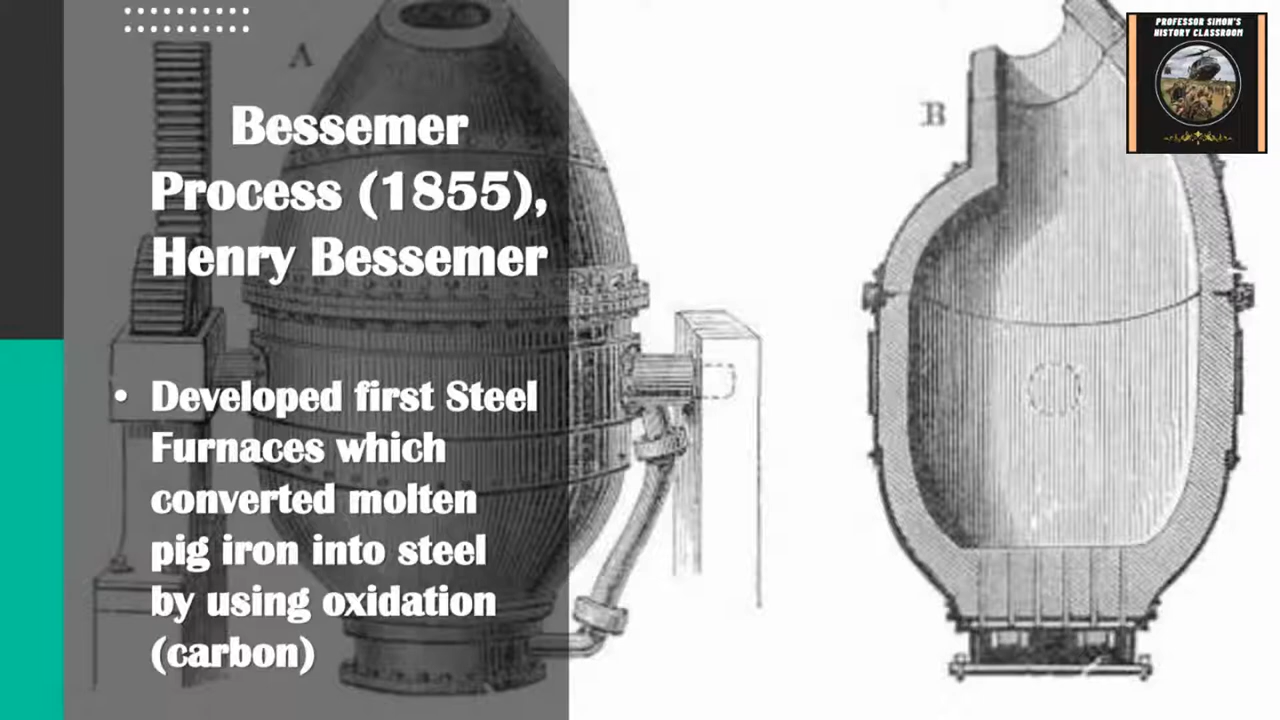 PROFESSOR SIMON'S
HISTORY CLASSROOM
A
B
Bessemer
Process (1855),
Henry Bessemer
• Developed first Steel
Furnaces which
converted molten
pig iron into steel
by using oxidation
(carbon)